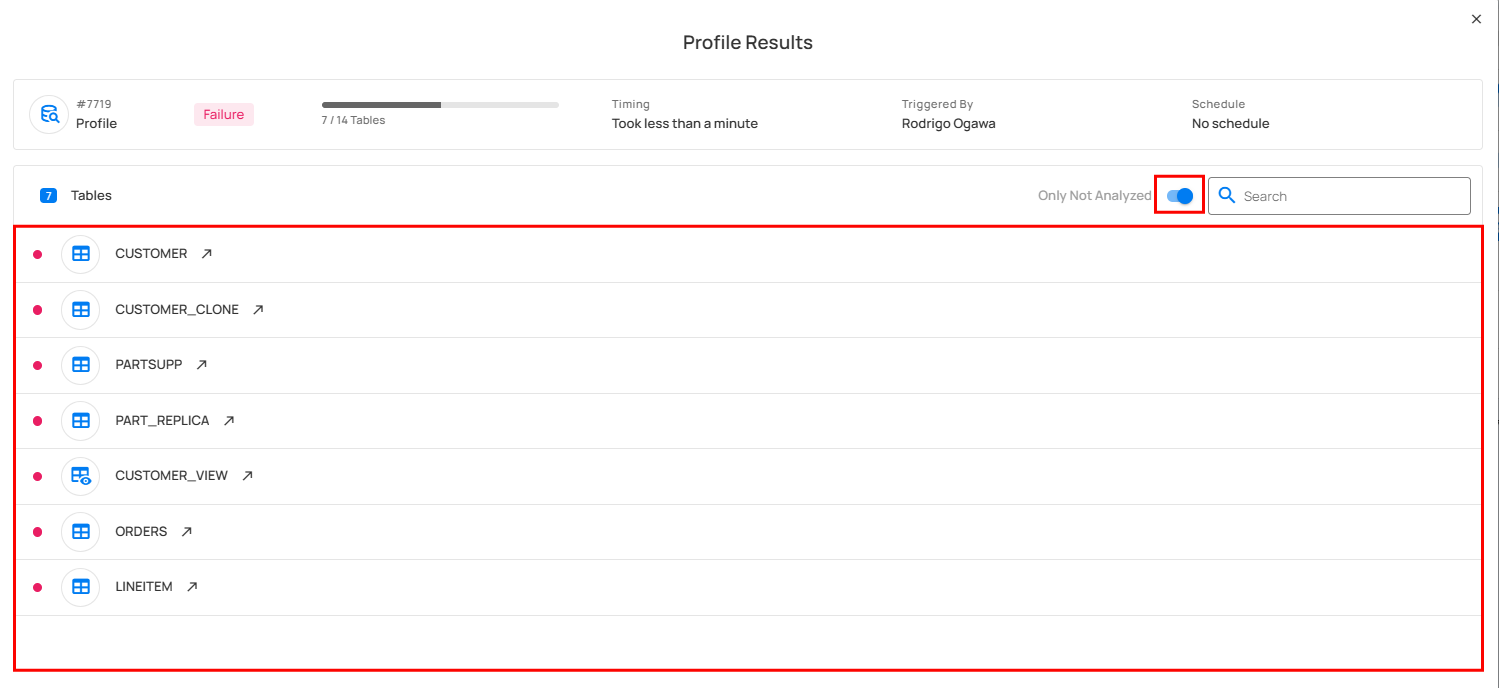 Profile Results
#7719
Profile
Failure
7 / 14 Tables
Timing
Took less than a minute
Triggered By
Rodrigo Ogawa
Schedule
No schedule
7 Tables
Only Not Analyzed
Search
CUSTOMER
CUSTOMER_CLONE
PARTSUPP
PART_REPLICA
CUSTOMER_VIEW
ORDERS
LINEITEM